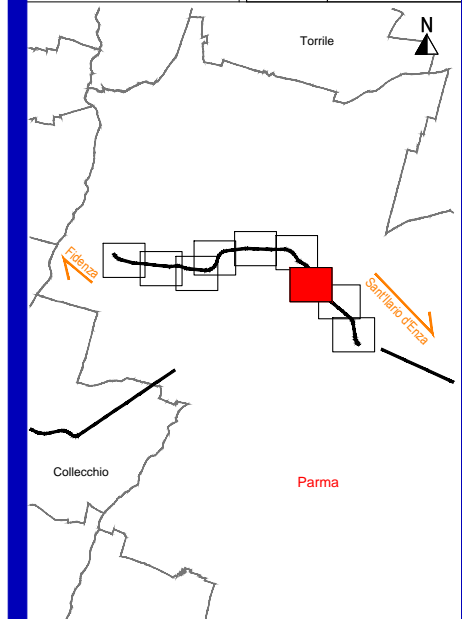 N
Torrile
Fidenza
Sant'Ilario d'Enza
Collecchio
Parma